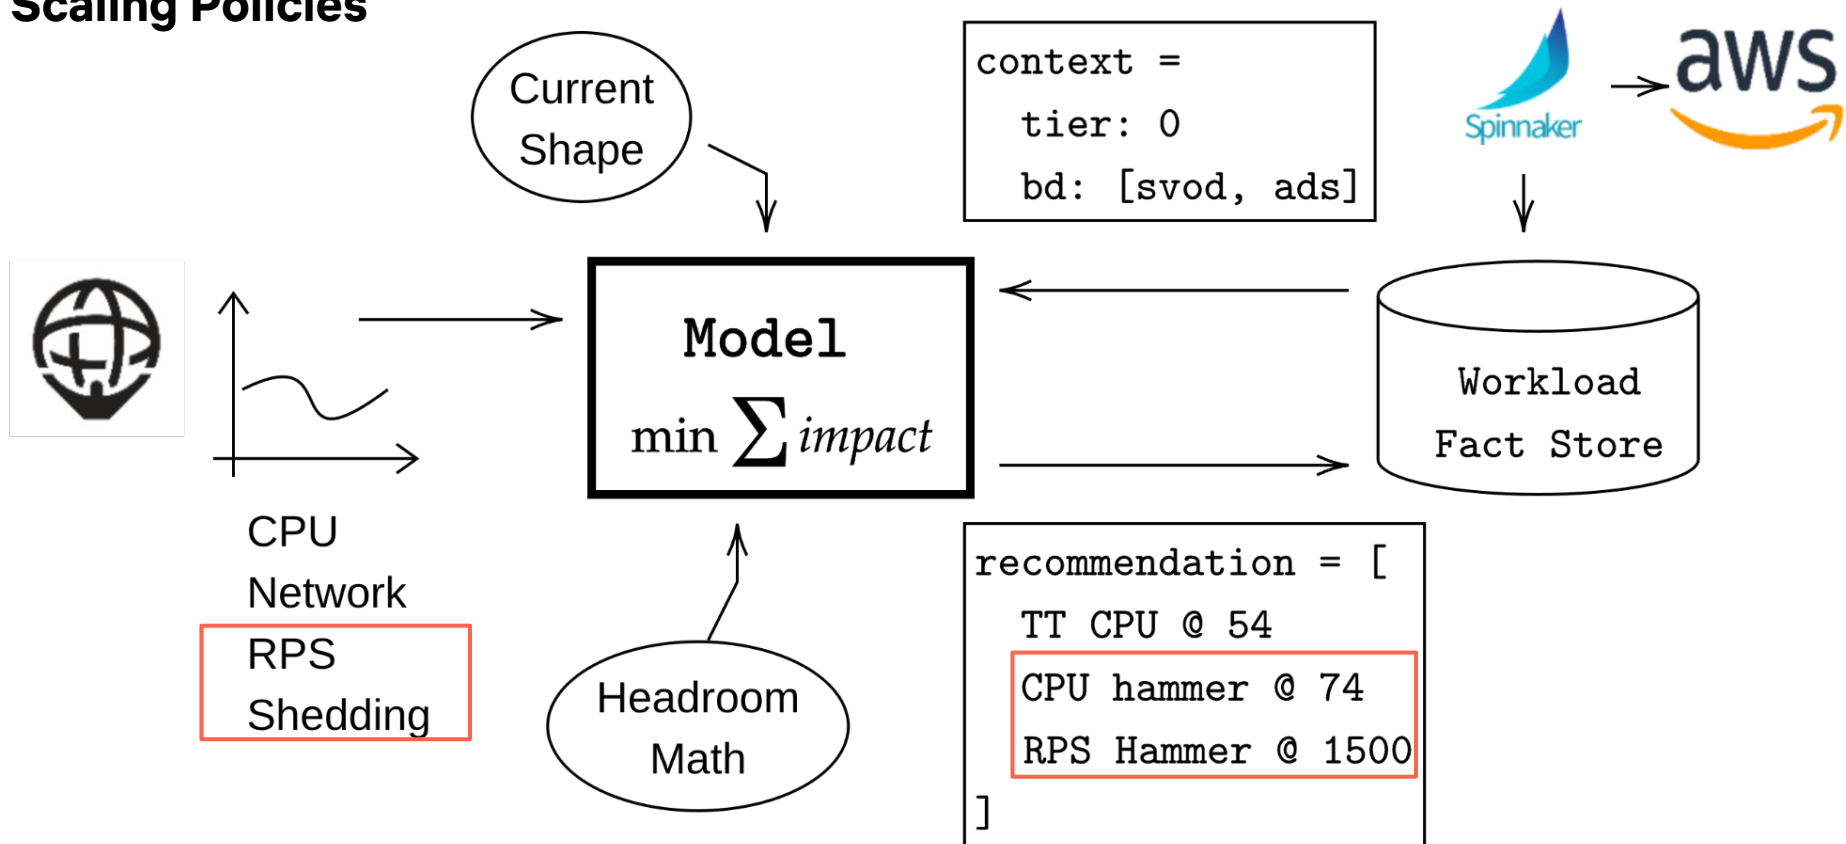 Scaling Policies
Current
Shape
context =
tier: 0
bd: [svod, ads]
Spinnaker
aws
Model
min ∑ impact
Workload
Fact Store
CPU
Network
RPS
Shedding
Headroom
Math
recommendation = [
TT CPU @ 54
CPU hammer @ 74
RPS Hammer @ 1500
]